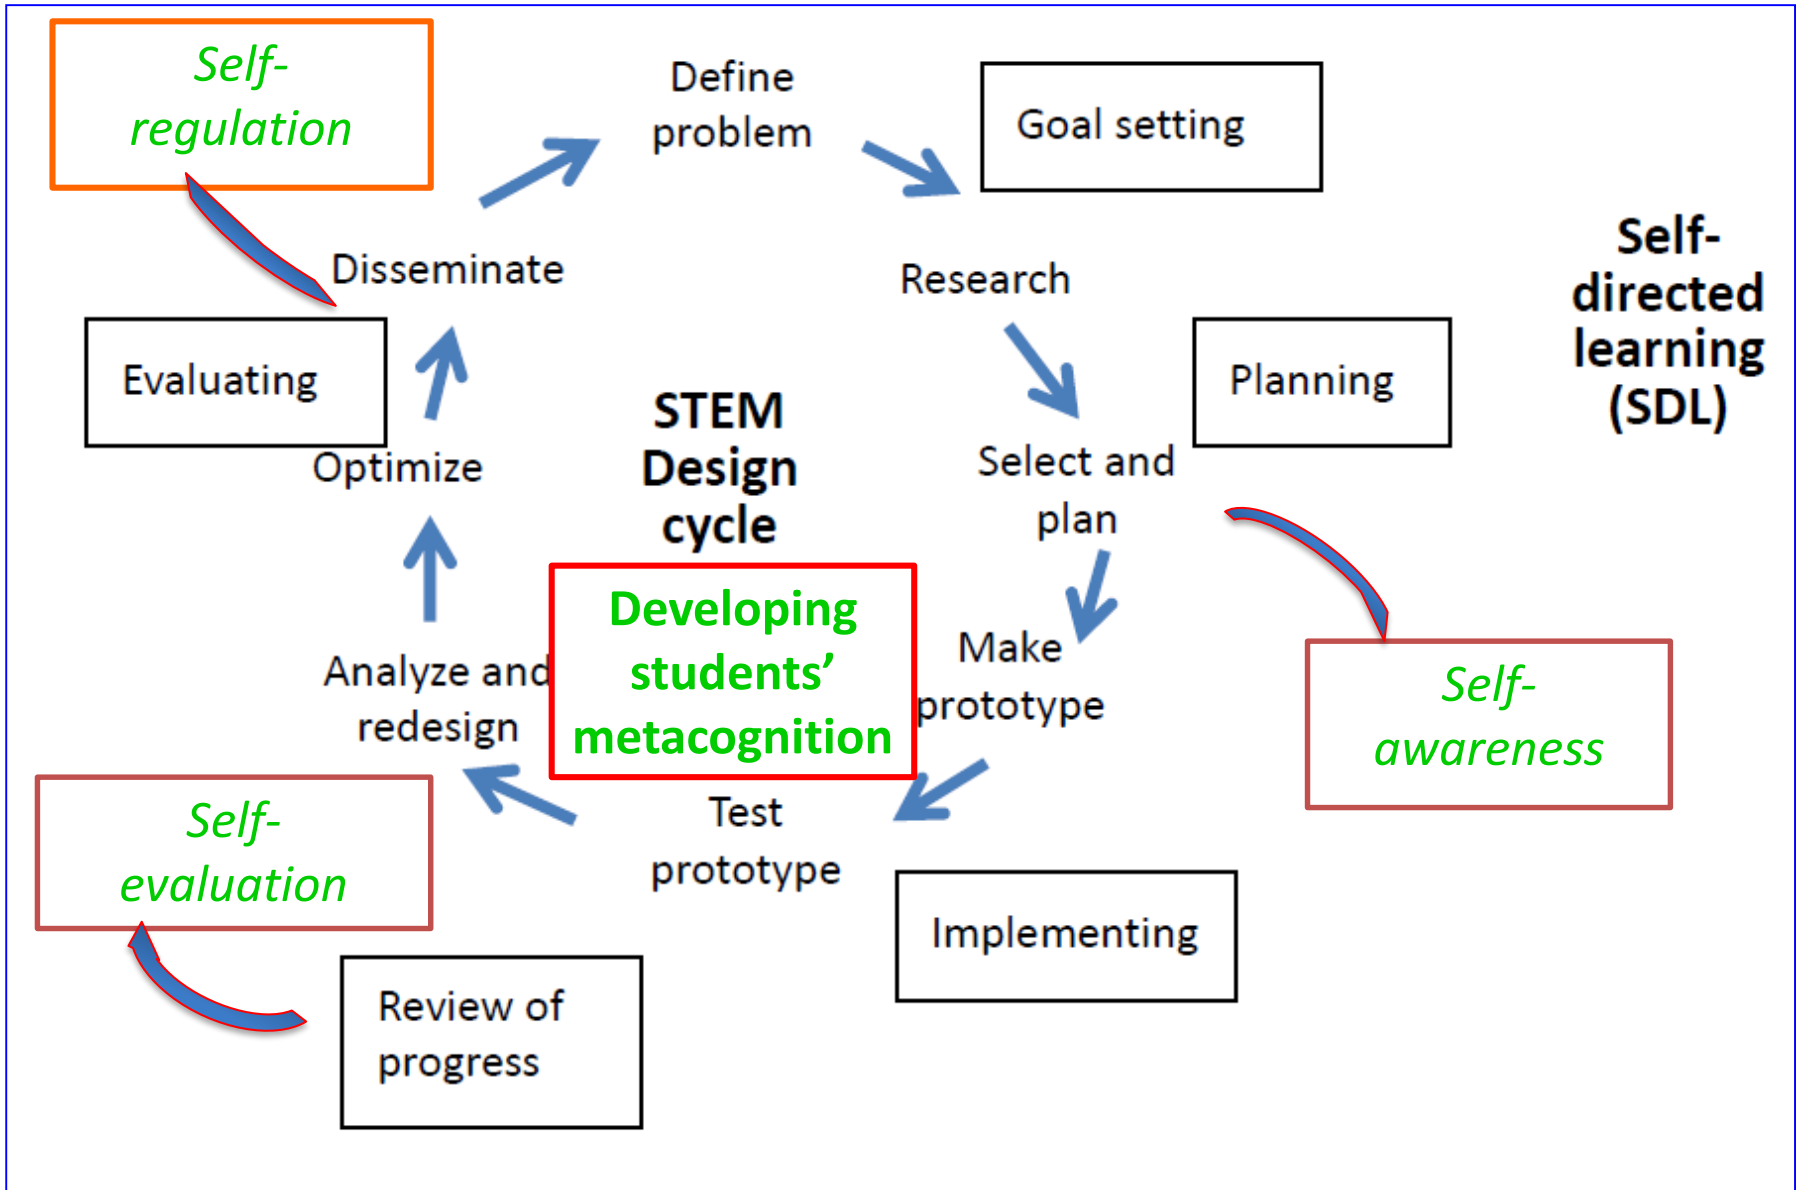 Self-
regulation
Define
problem
Goal setting
Disseminate
Research
Self-
directed
learning
(SDL)
Evaluating
Planning
STEM
Design
cycle
Optimize
Select and
plan
Developing
students’
metacognition
Analyze and
redesign
Make
prototype
Self-
awareness
Self-
evaluation
Test
prototype
Implementing
Review of
progress